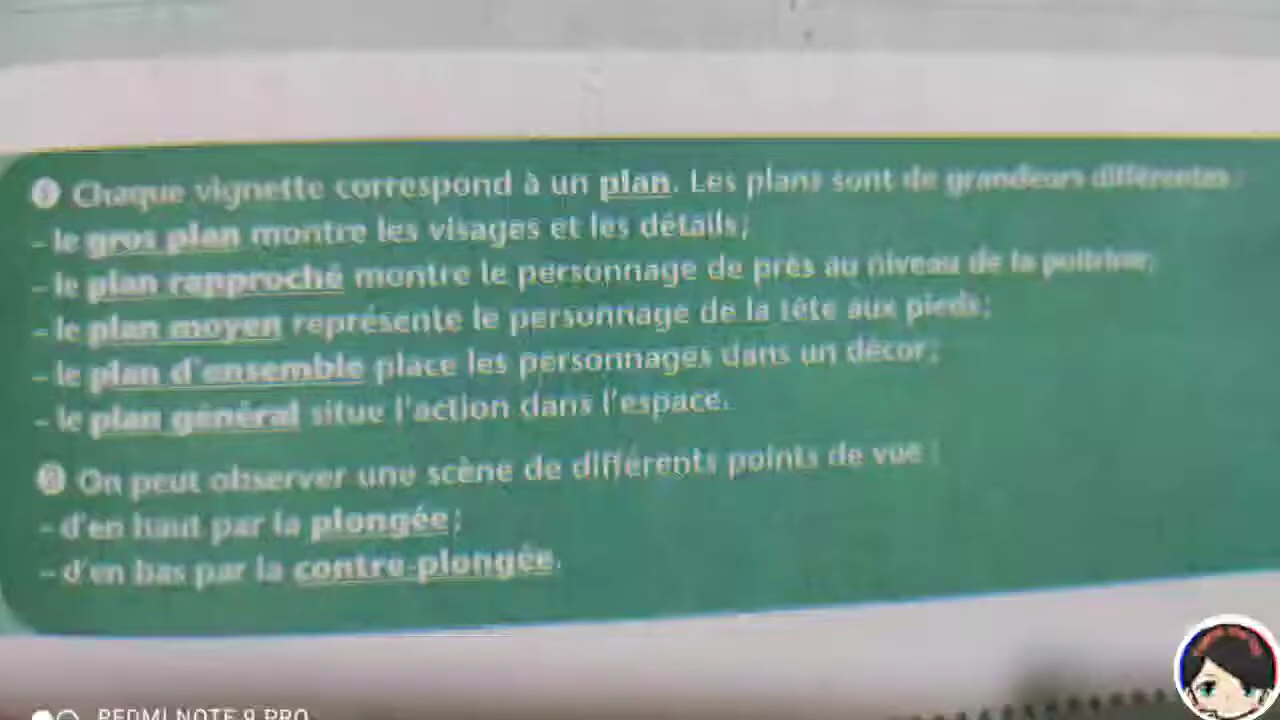 1 Chaque vignette correspond à un plan. Les plans sont de grandeurs différentes :
- le gros plan montre les visages et les détails ;
- le plan rapproché montre le personnage de près au niveau de la poitrine ;
- le plan moyen représente le personnage de la tête aux pieds ;
- le plan d'ensemble place les personnages dans un décor ;
- le plan général situe l'action dans l'espace.
2 On peut observer une scène de différents points de vue :
- d'en haut par la plongée ;
- d'en bas par la contre-plongée.
REDMI NOTE 9 PRO